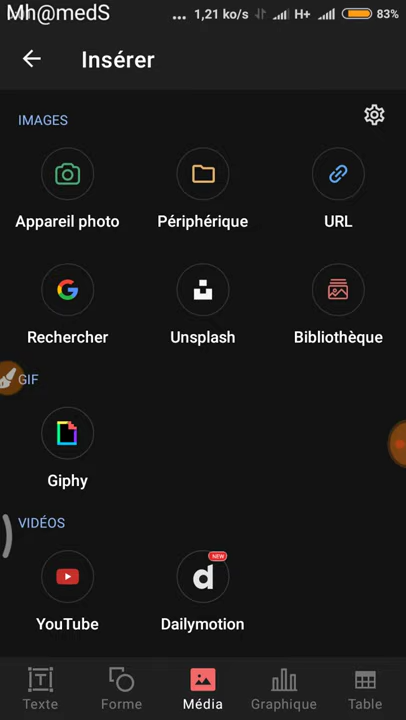 Mh@medS
... 1,21 ko/s H+ 83%
Insérer
IMAGES
Appareil photo Périphérique URL
Rechercher Unsplash Bibliothèque
GIF
Giphy
VIDÉOS
NEW
YouTube Dailymotion
Texte Forme Média Graphique Table